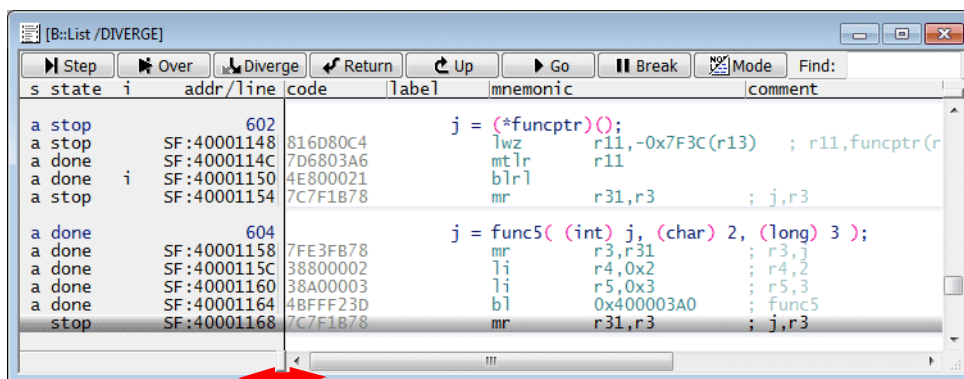 [B::List /DIVERGE]
Step Over Diverge Return Up Go Break Mode Find:
s state i addr/line code label mnemonic comment
a stop 602 j = (*funcptr)();
a stop SF:40001148 816D80C4 lwz r11,-0x7F3C(r13) ; r11,funcptr(r
a done SF:4000114C 7D6803A6 mtlr r11
a done i SF:40001150 4E800021 blrl
a stop SF:40001154 7C7F1B78 mr r31,r3 ; j,r3
a done 604 j = func5( (int) j, (char) 2, (long) 3 );
a done SF:40001158 7FE3FB78 mr r3,r31 ; r3,j
a done SF:4000115C 38800002 li r4,0x2 ; r4,2
a done SF:40001160 38A00003 li r5,0x3 ; r5,3
a done SF:40001164 4BFFF23D bl 0x400003A0 ; func5
stop SF:40001168 7C7F1B78 mr r31,r3 ; j,r3